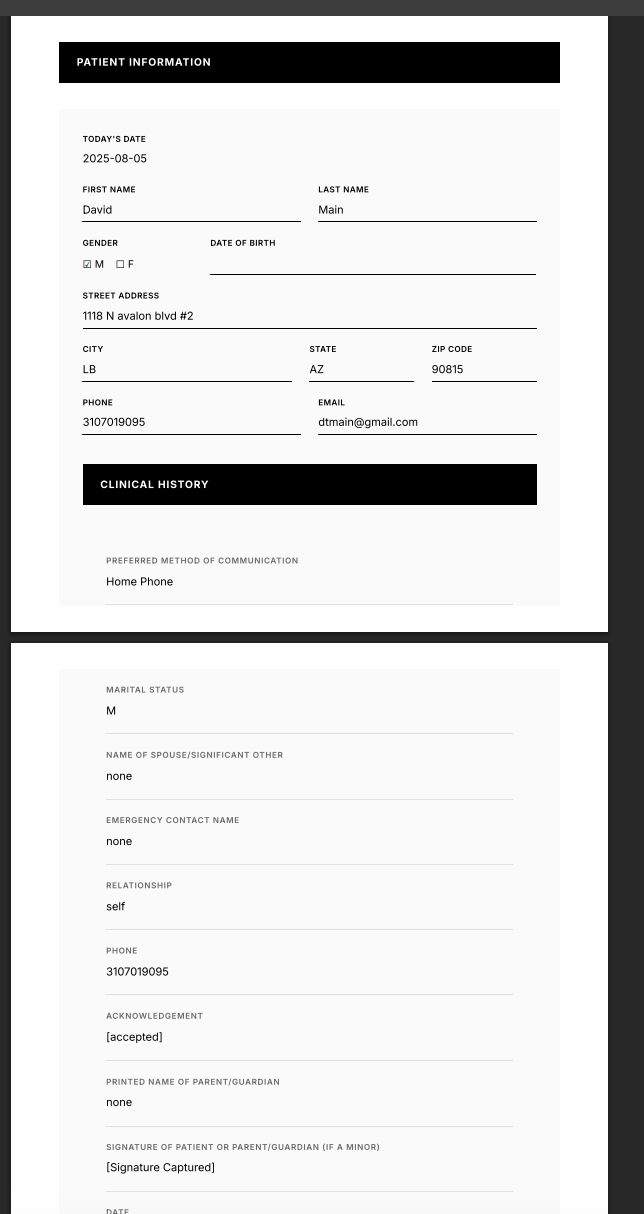 PATIENT INFORMATION
TODAY'S DATE
2025-08-05
FIRST NAME LAST NAME
David Main
GENDER DATE OF BIRTH
☑ M ☐ F
STREET ADDRESS
1118 N avalon blvd #2
CITY STATE ZIP CODE
LB AZ 90815
PHONE EMAIL
3107019095 dtmain@gmail.com
CLINICAL HISTORY
PREFERRED METHOD OF COMMUNICATION
Home Phone
MARITAL STATUS
M
NAME OF SPOUSE/SIGNIFICANT OTHER
none
EMERGENCY CONTACT NAME
none
RELATIONSHIP
self
PHONE
3107019095
ACKNOWLEDGEMENT
[accepted]
PRINTED NAME OF PARENT/GUARDIAN
none
SIGNATURE OF PATIENT OR PARENT/GUARDIAN (IF A MINOR)
[Signature Captured]
DATE